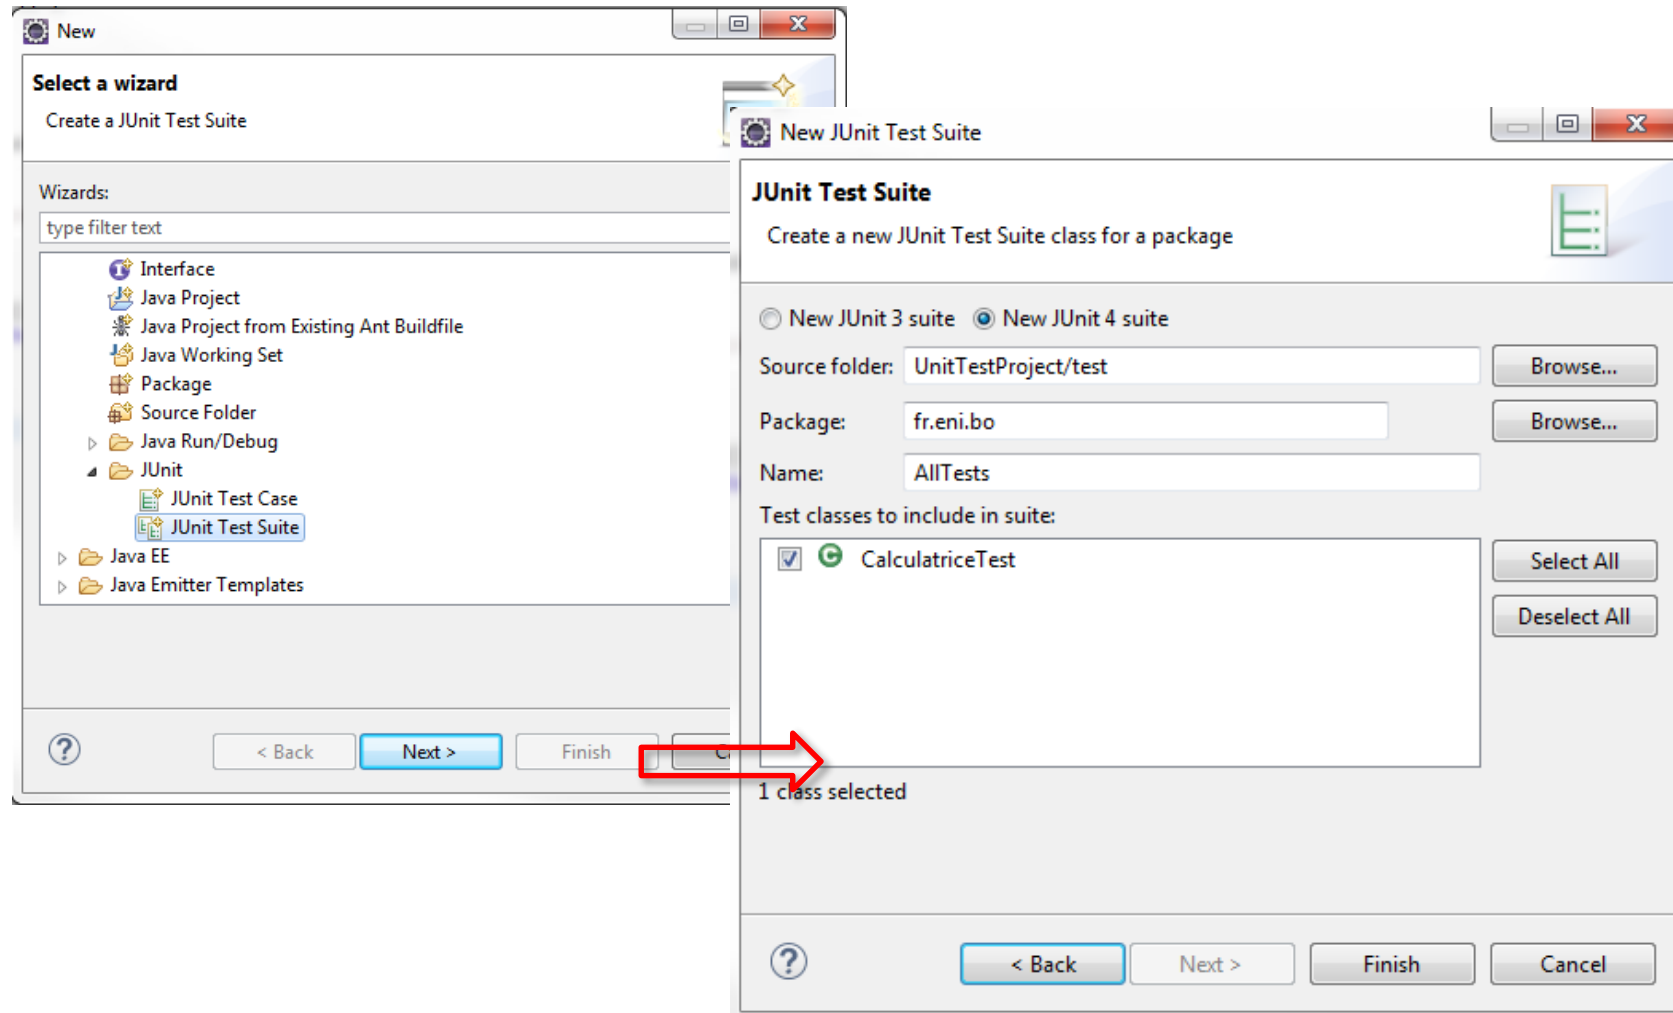 New
Select a wizard
Create a JUnit Test Suite
Wizards:
type filter text
Interface
Java Project
Java Project from Existing Ant Buildfile
Java Working Set
Package
Source Folder
Java Run/Debug
JUnit
JUnit Test Case
JUnit Test Suite
Java EE
Java Emitter Templates
< Back
Next >
Finish
New JUnit Test Suite
JUnit Test Suite
Create a new JUnit Test Suite class for a package
New JUnit 3 suite
New JUnit 4 suite
Source folder: UnitTestProject/test Browse...
Package: fr.eni.bo Browse...
Name: AllTests
Test classes to include in suite:
CalculatriceTest
Select All
Deselect All
1 class selected
< Back
Next >
Finish
Cancel